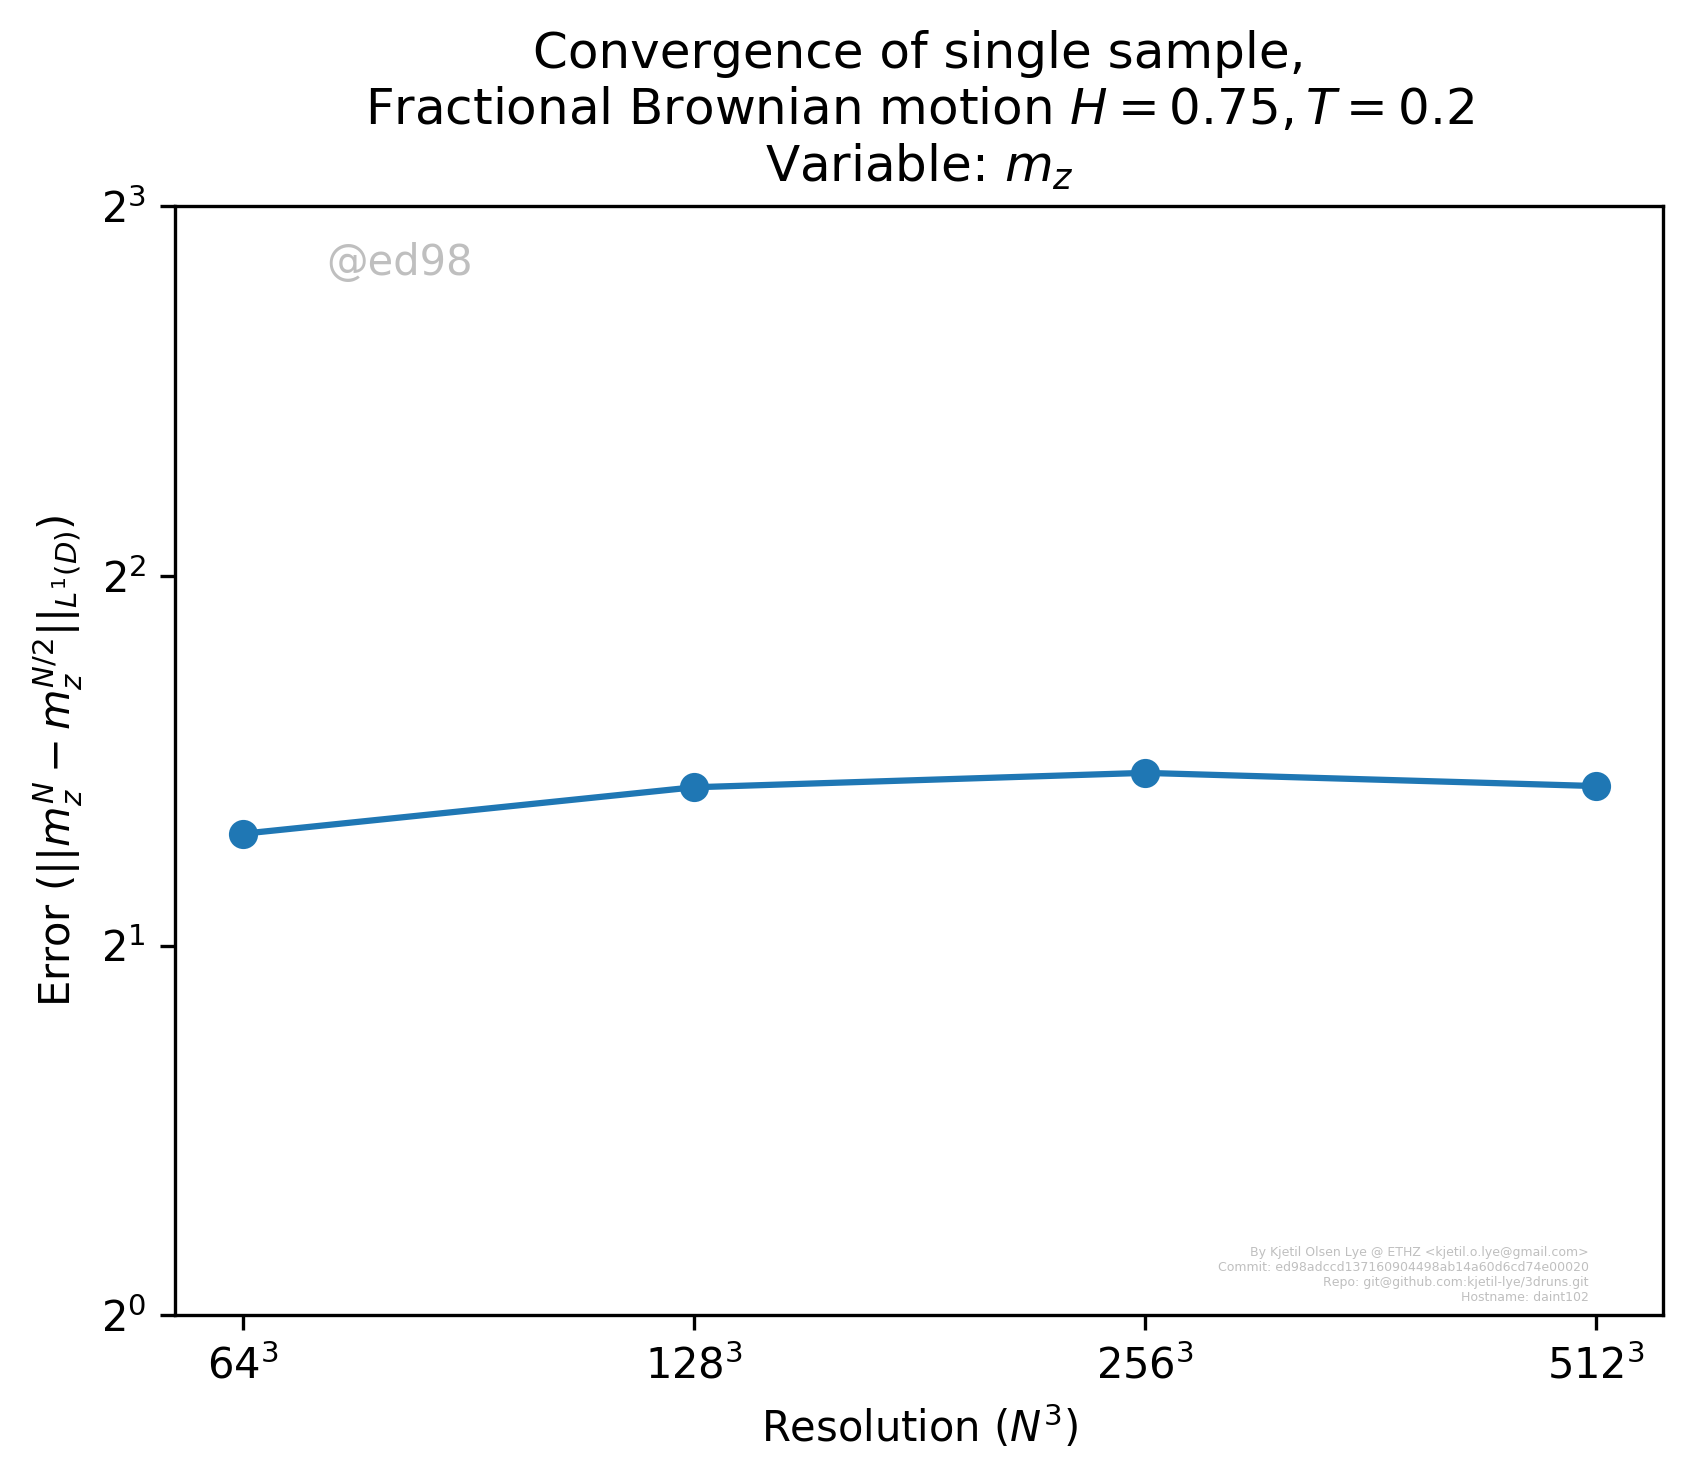 Convergence of single sample,
Fractional Brownian motion H = 0.75, T = 0.2
Variable: m_z
2^3
@ed98
2^2
Error (||m_z^N − m_z^{N/2}||_{L^1(D)})
2^1
By Kjetil Olsen Lye @ ETHZ <kjetil.o.lye@gmail.com>
Commit: ed98adccd137160904498ab14a60d6cd74e00020
Repo: git@github.com:kjetil-lye/3druns.git
Hostname: daint102
2^0
64^3 128^3 256^3 512^3
Resolution (N^3)